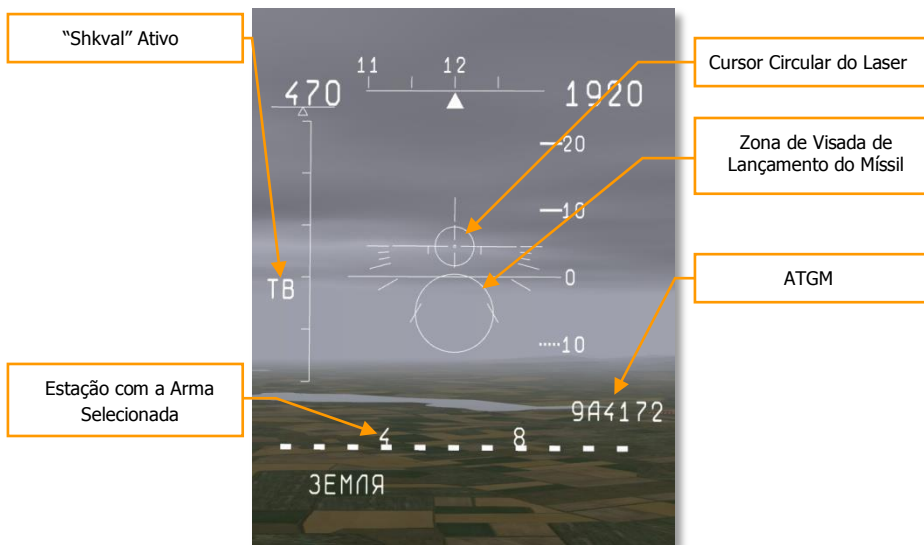 “Shkval” Ativo
Cursor Circular do Laser
Zona de Visada de
Lançamento do Míssil
ATGM
Estação com a Arma
Selecionada
11 12
470 1920
20
10
0
ТВ
10
9A4172
4 8
ЗЕМЛЯ